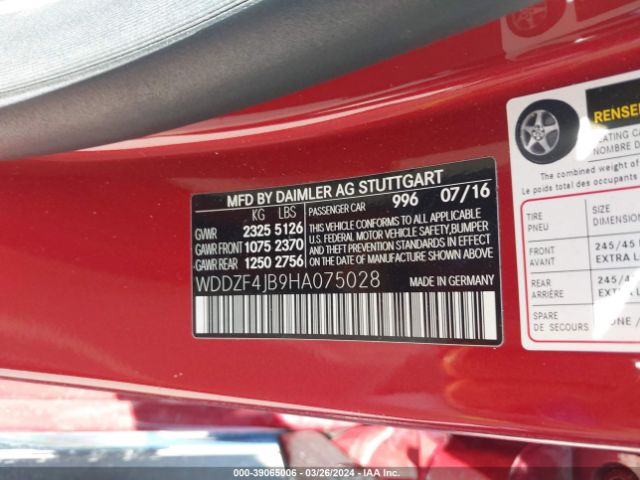 MFD BY DAIMLER AG STUTTGART
KG LBS
PASSENGER CAR 996 07/16
GVWR 2325 5126
GAWR FRONT 1075 2370
GAWR REAR 1250 2756
THIS VEHICLE CONFORMS TO ALL APPLICABLE
U.S. FEDERAL MOTOR VEHICLE SAFETY,BUMPER
AND THEFT PREVENTION STANDARDS IN EFFECT
ON THE DATE OF MANUFACTURE SHOWN ABOVE.
WDDZF4JB9HA075028 MADE IN GERMANY
The combined weight of
Le poids total des occupants
TIRE
PNEU
DIMENSION
FRONT
AVANT
245/45
EXTRA
REAR
ARRIÈRE
SPARE
DE SECOURS
000-39065006 - 03/26/2024 - IAA Inc.